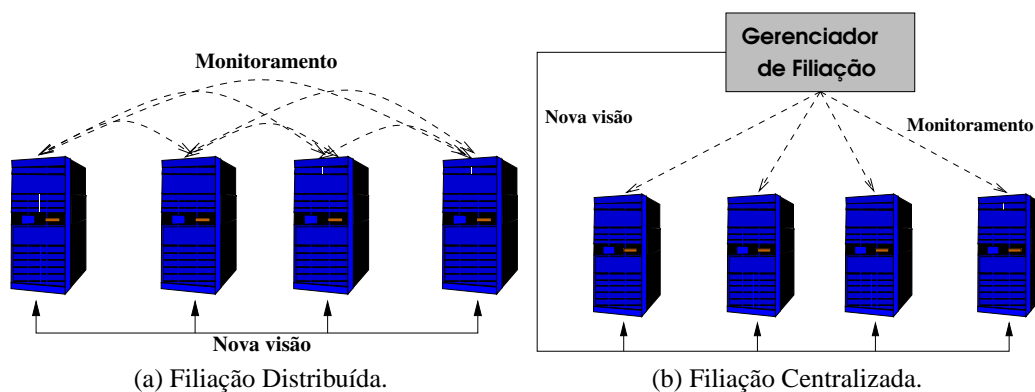 Monitoramento
Nova visão
(a) Filiação Distribuída.
Gerenciador
de Filiação
Nova visão
Monitoramento
(b) Filiação Centralizada.